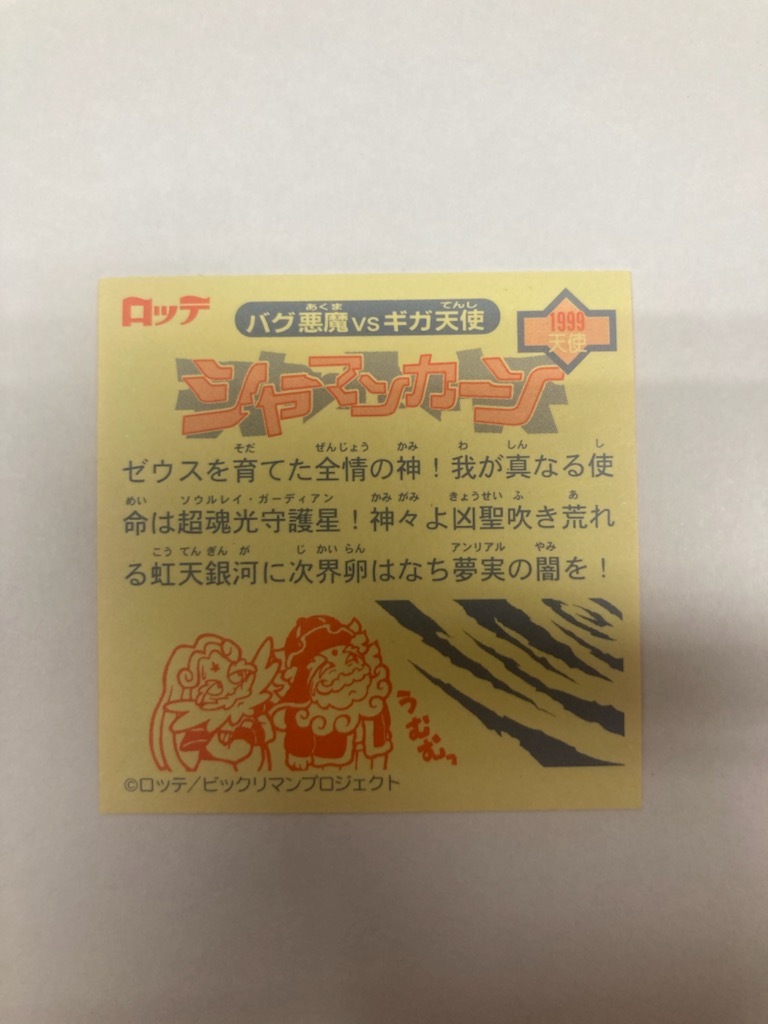 ロッテ
バグ悪魔vsギガ天使
あくま てんし
1999
天使
シャーマンカーン
そだ ぜんじょう かみ わ しん し
ゼウスを育てた全情の神！我が真なる使
めい ソウルレイ・ガーディアン かみがみ きょうせい ふ あ
命は超魂光守護星！神々よ凶聖吹き荒れ
こう てん ぎん が じ かい らん アンリアル やみ
る虹天銀河に次界卵はなち夢実の闇を！
うむむっ
©ロッテ／ビックリマンプロジェクト